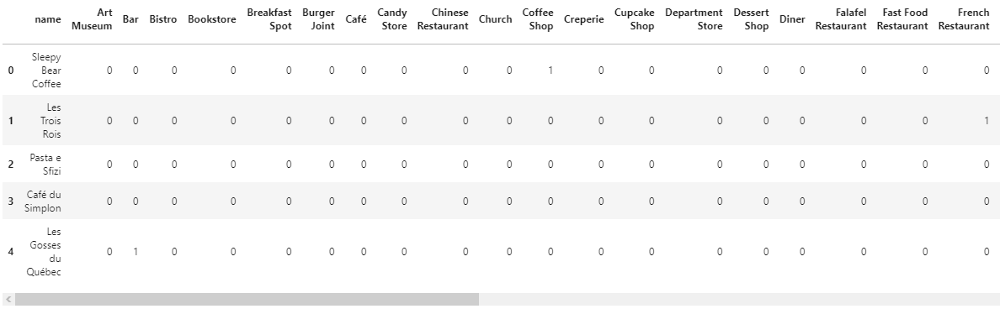 name Art Museum Bar Bistro Bookstore Breakfast Spot Burger Joint Café Candy Store Chinese Restaurant Church Coffee Shop Creperie Cupcake Shop Department Store Dessert Shop Diner Falafel Restaurant Fast Food Restaurant French Restaurant
0 Sleepy Bear Coffee 0 0 0 0 0 0 0 0 0 0 1 0 0 0 0 0 0 0 0
1 Les Trois Rois 0 0 0 0 0 0 0 0 0 0 0 0 0 0 0 0 0 0 1
2 Pasta e Sfizi 0 0 0 0 0 0 0 0 0 0 0 0 0 0 0 0 0 0 0
3 Café du Simplon 0 0 0 0 0 0 0 0 0 0 0 0 0 0 0 0 0 0 0
4 Les Gosses du Québec 0 1 0 0 0 0 0 0 0 0 0 0 0 0 0 0 0 0 0